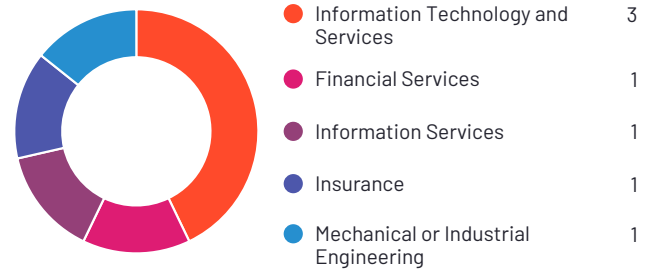 Information Technology and 3
Services
Financial Services 1
Information Services 1
Insurance 1
Mechanical or Industrial 1
Engineering